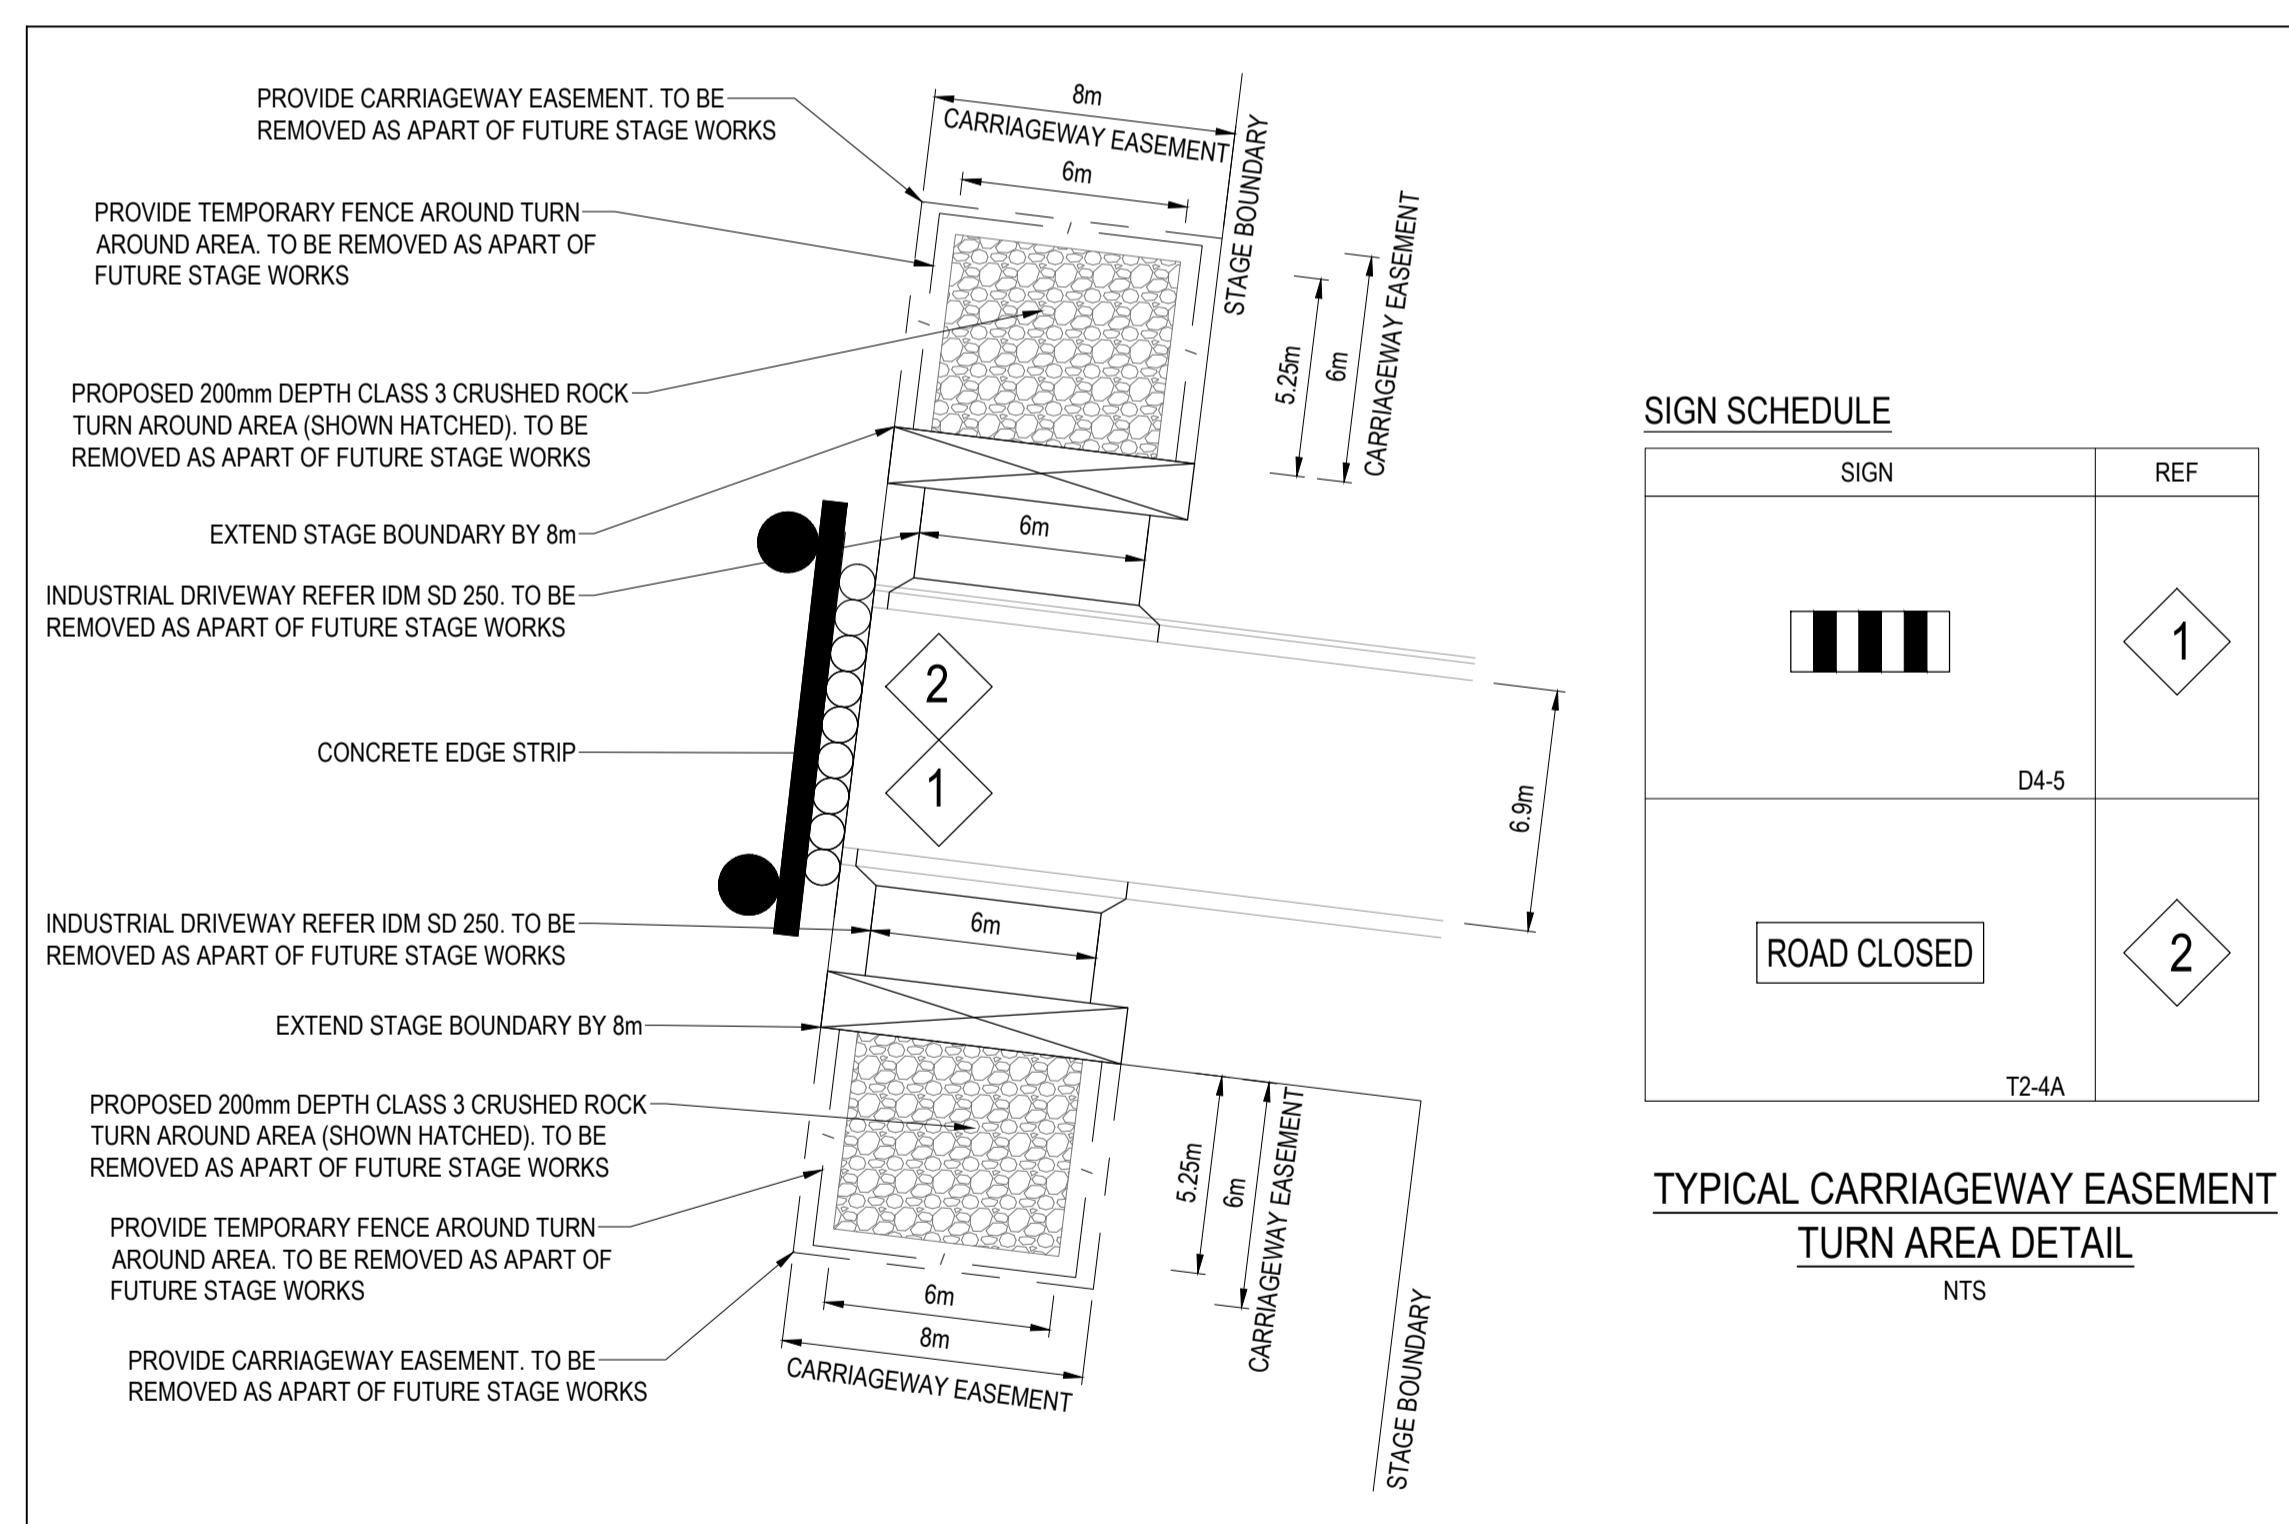 PROVIDE CARRIAGEWAY EASEMENT. TO BE
REMOVED AS APART OF FUTURE STAGE WORKS
PROVIDE TEMPORARY FENCE AROUND TURN
AROUND AREA. TO BE REMOVED AS APART OF
FUTURE STAGE WORKS
PROPOSED 200mm DEPTH CLASS 3 CRUSHED ROCK
TURN AROUND AREA (SHOWN HATCHED). TO BE
REMOVED AS APART OF FUTURE STAGE WORKS
EXTEND STAGE BOUNDARY BY 8m
INDUSTRIAL DRIVEWAY REFER IDM SD 250. TO BE
REMOVED AS APART OF FUTURE STAGE WORKS
CONCRETE EDGE STRIP
INDUSTRIAL DRIVEWAY REFER IDM SD 250. TO BE
REMOVED AS APART OF FUTURE STAGE WORKS
EXTEND STAGE BOUNDARY BY 8m
PROPOSED 200mm DEPTH CLASS 3 CRUSHED ROCK
TURN AROUND AREA (SHOWN HATCHED). TO BE
REMOVED AS APART OF FUTURE STAGE WORKS
PROVIDE TEMPORARY FENCE AROUND TURN
AROUND AREA. TO BE REMOVED AS APART OF
FUTURE STAGE WORKS
PROVIDE CARRIAGEWAY EASEMENT. TO BE
REMOVED AS APART OF FUTURE STAGE WORKS
8m
CARRIAGEWAY EASEMENT
6m
STAGE BOUNDARY
5.25m
6m
CARRIAGEWAY EASEMENT
6m
2
1
6.9m
6m
5.25m
6m
CARRIAGEWAY EASEMENT
6m
8m
CARRIAGEWAY EASEMENT
STAGE BOUNDARY
SIGN SCHEDULE
SIGN
REF
1
D4-5
ROAD CLOSED
2
T2-4A
TYPICAL CARRIAGEWAY EASEMENT
TURN AREA DETAIL
NTS